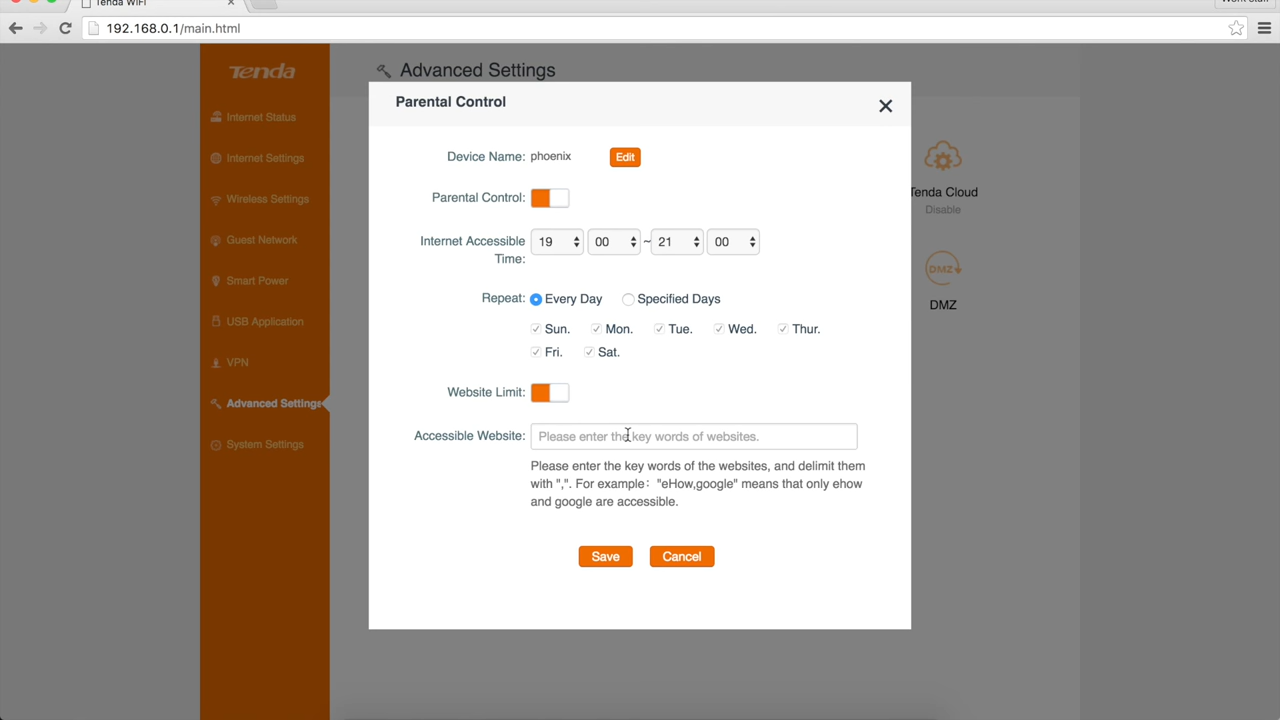 Tenda WiFi
192.168.0.1/main.html
Tenda
Internet Status
Internet Settings
Wireless Settings
Guest Network
Smart Power
USB Application
VPN
Advanced Settings
System Settings
Advanced Settings
Parental Control
Device Name: phoenix Edit
Parental Control:
Internet Accessible 19 00 ~ 21 00
Time:
Repeat: Every Day Specified Days
Sun. Mon. Tue. Wed. Thur.
Fri. Sat.
Website Limit:
Accessible Website: Please enter the key words of websites.
Please enter the key words of the websites, and delimit them
with ",". For example: "eHow,google" means that only ehow
and google are accessible.
Save Cancel
Tenda Cloud
Disable
DMZ
DMZ